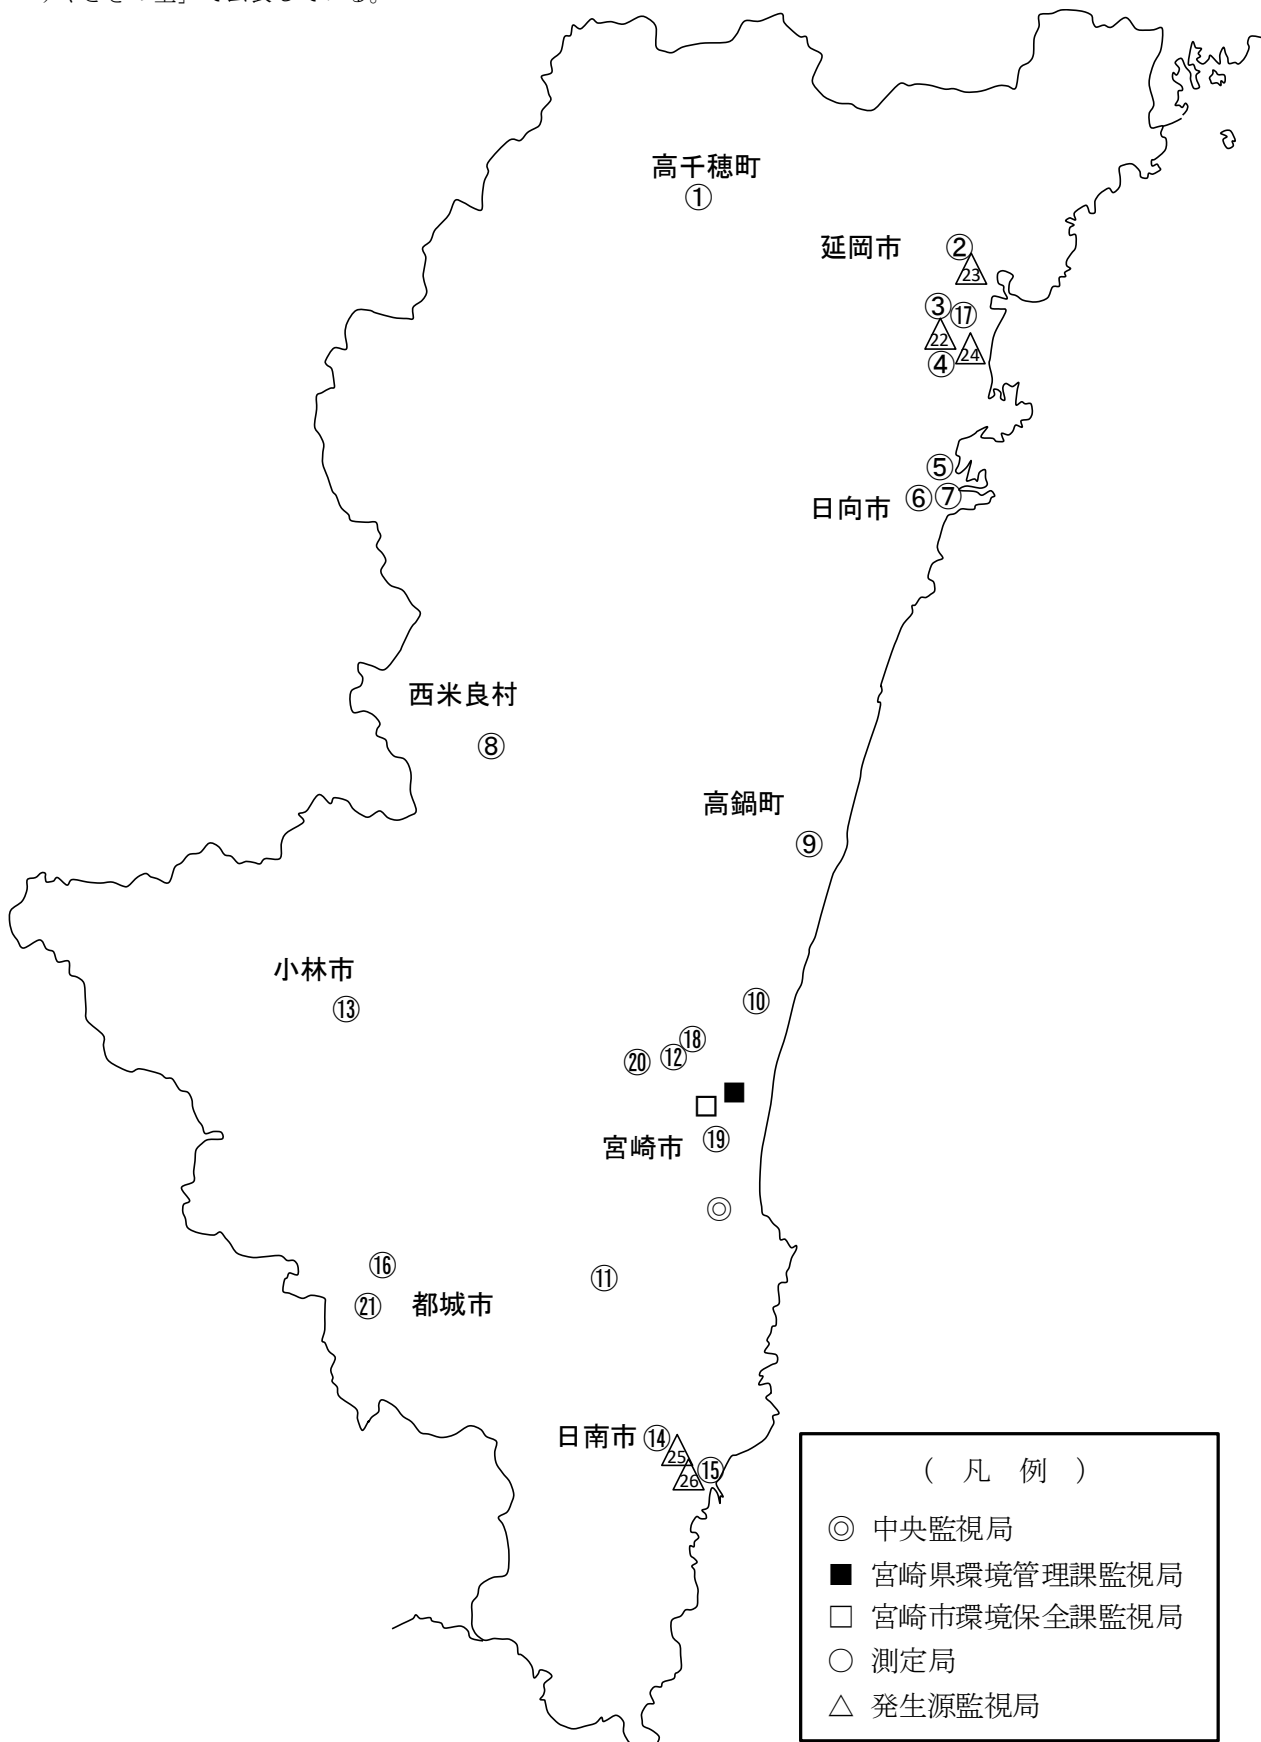 高千穂町
①
延岡市 ②
23
③ ⑰
22 24
④
⑤
日向市 ⑥ ⑦
西米良村
⑧
高鍋町
⑨
小林市
⑬
⑩
⑱
⑳ ⑫
宮崎市 ⑲
⑯ ⑪
㉑ 都城市
日南市 ⑭
25 ⑮
26
( 凡 例 )
◎ 中央監視局
■ 宮崎県環境管理課監視局
□ 宮崎市環境保全課監視局
○ 測定局
△ 発生源監視局